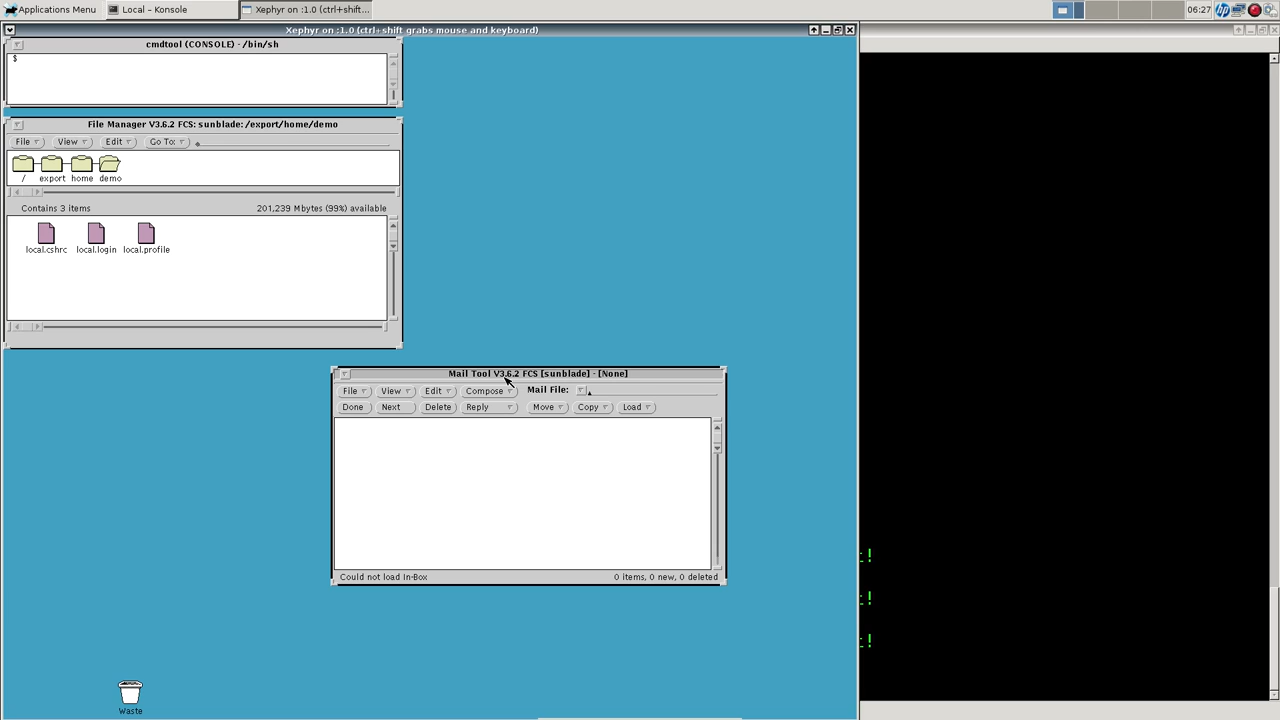 Applications Menu
Local - Konsole
Xephyr on :1.0 (ctrl+shift...
06:27
Xephyr on :1.0 (ctrl+shift grabs mouse and keyboard)
cmdtool (CONSOLE) - /bin/sh
$
File Manager V3.6.2 FCS: sunblade:/export/home/demo
File View Edit Go To:
/ export home demo
Contains 3 items 201,239 Mbytes (99%) available
local.cshrc local.login local.profile
Mail Tool V3.6.2 FCS [sunblade] - [None]
File View Edit Compose Mail File:
Done Next Delete Reply Move Copy Load
Could not load In-Box 0 items, 0 new, 0 deleted
!
!
!
Waste